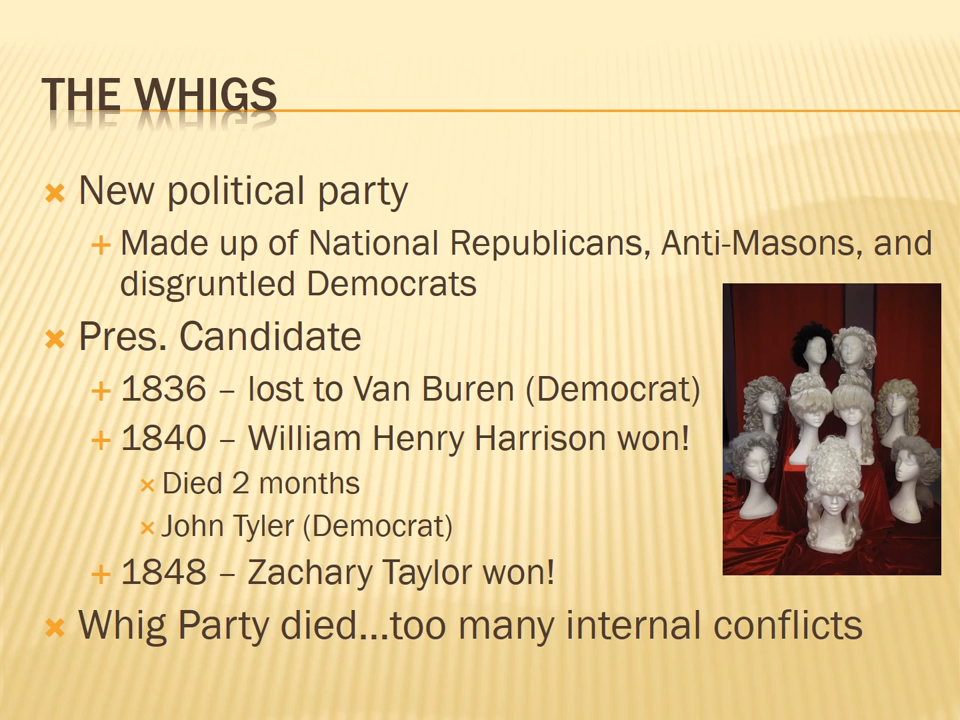 THE WHIGS
New political party
Made up of National Republicans, Anti-Masons, and
disgruntled Democrats
Pres. Candidate
1836 – lost to Van Buren (Democrat)
1840 – William Henry Harrison won!
Died 2 months
John Tyler (Democrat)
1848 – Zachary Taylor won!
Whig Party died…too many internal conflicts